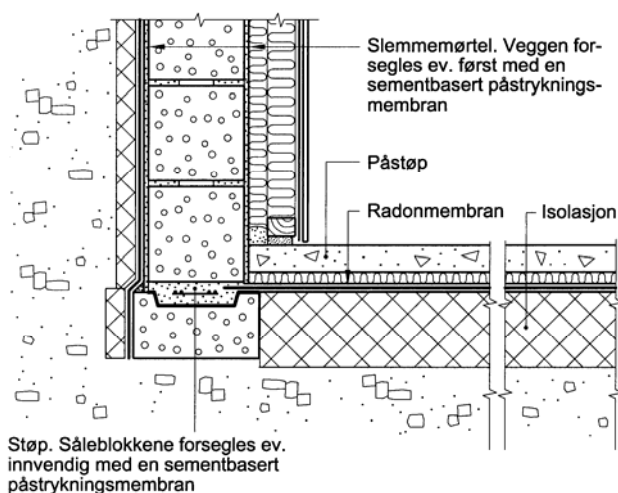 Slemmemørtel. Veggen for-
segles ev. først med en
sementbasert påstryknings-
membran
Påstøp
Radonmembran
Isolasjon
Støp. Såleblokkene forsegles ev.
innvendig med en sementbasert
påstrykningsmembran